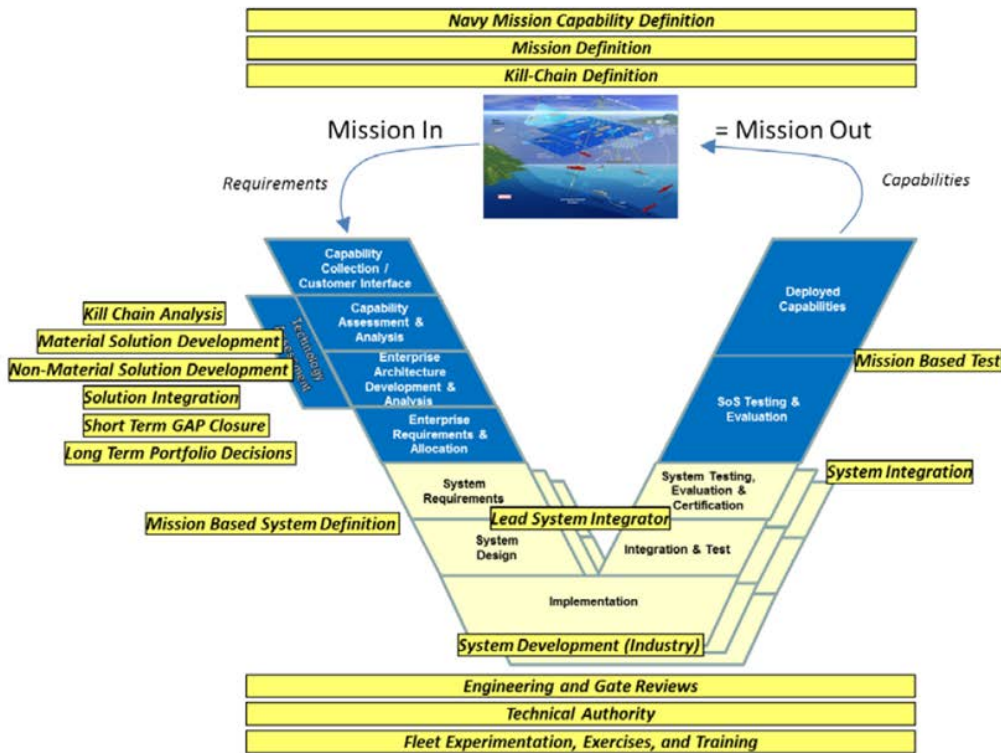 Navy Mission Capability Definition
Mission Definition
Kill-Chain Definition
Mission In
= Mission Out
Requirements
Capabilities
Capability
Collection /
Customer Interface
Capability
Assessment &
Analysis
Technology
Enterprise
Architecture
Development &
Analysis
Enterprise
Requirements &
Allocation
System
Requirements
System
Design
Implementation
Integration & Test
System Testing,
Evaluation &
Certification
SoS Testing &
Evaluation
Deployed
Capabilities
Kill Chain Analysis
Material Solution Development
Non-Material Solution Development
Solution Integration
Short Term GAP Closure
Long Term Portfolio Decisions
Mission Based System Definition
Lead System Integrator
System Development (Industry)
Mission Based Test
System Integration
Engineering and Gate Reviews
Technical Authority
Fleet Experimentation, Exercises, and Training